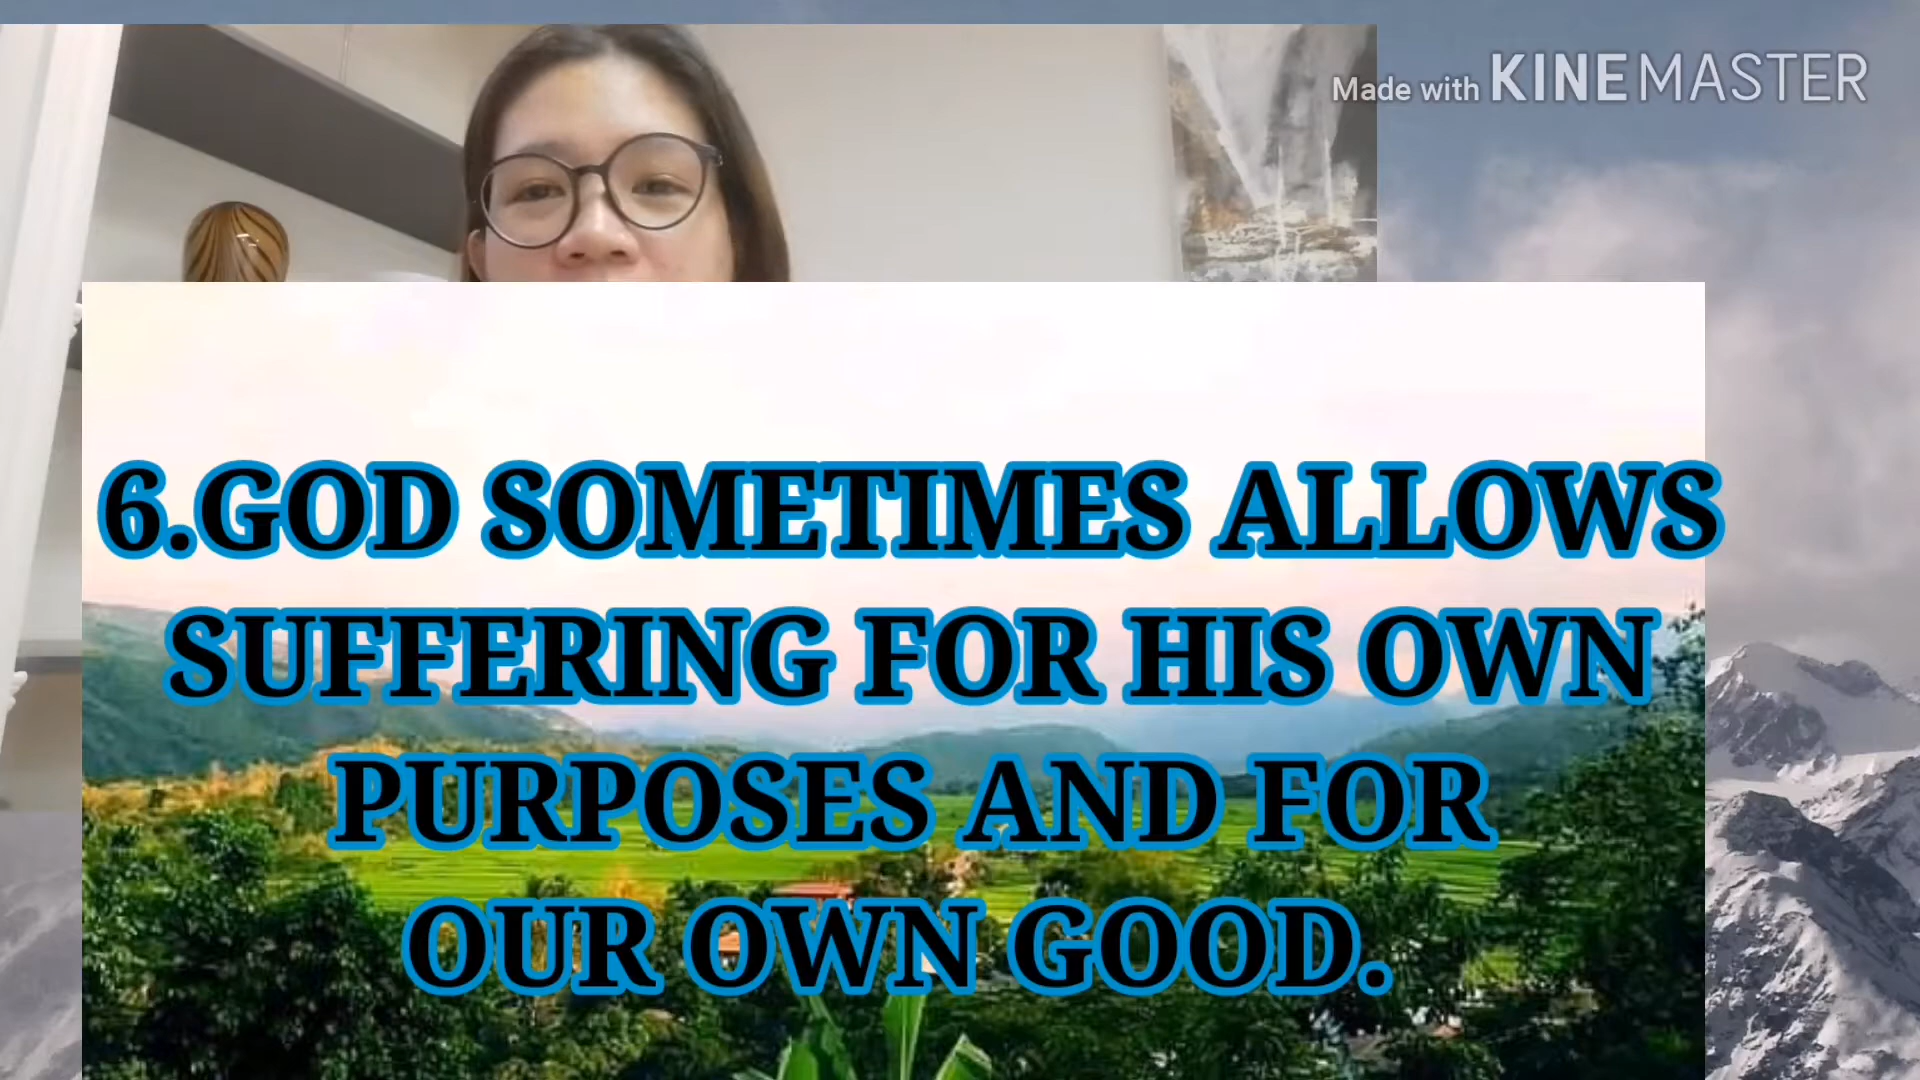 Made with KINEMASTER
6.GOD SOMETIMES ALLOWS
SUFFERING FOR HIS OWN
PURPOSES AND FOR
OUR OWN GOOD.